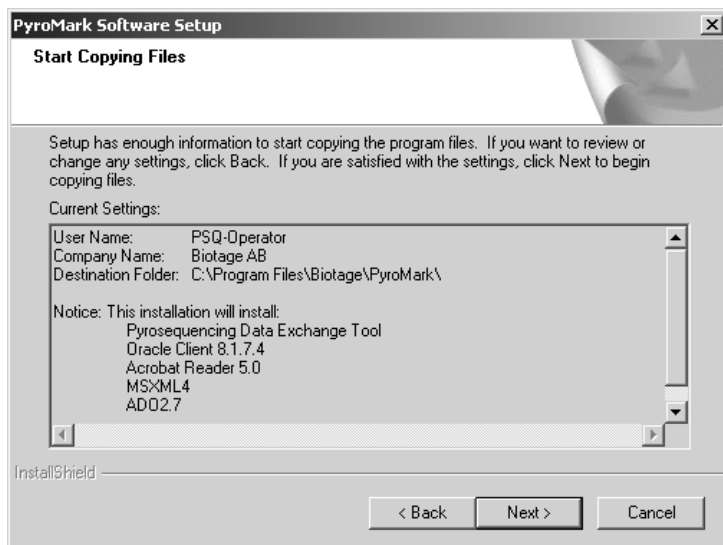 PyroMark Software Setup
Start Copying Files
Setup has enough information to start copying the program files.  If you want to review or
change any settings, click Back.  If you are satisfied with the settings, click Next to begin
copying files.
Current Settings:
User Name: PSQ-Operator
Company Name: Biotage AB
Destination Folder: C:\Program Files\Biotage\PyroMark\
Notice: This installation will install:
Pyrosequencing Data Exchange Tool
Oracle Client 8.1.7.4
Acrobat Reader 5.0
MSXML4
ADO2.7
InstallShield
< Back Next > Cancel